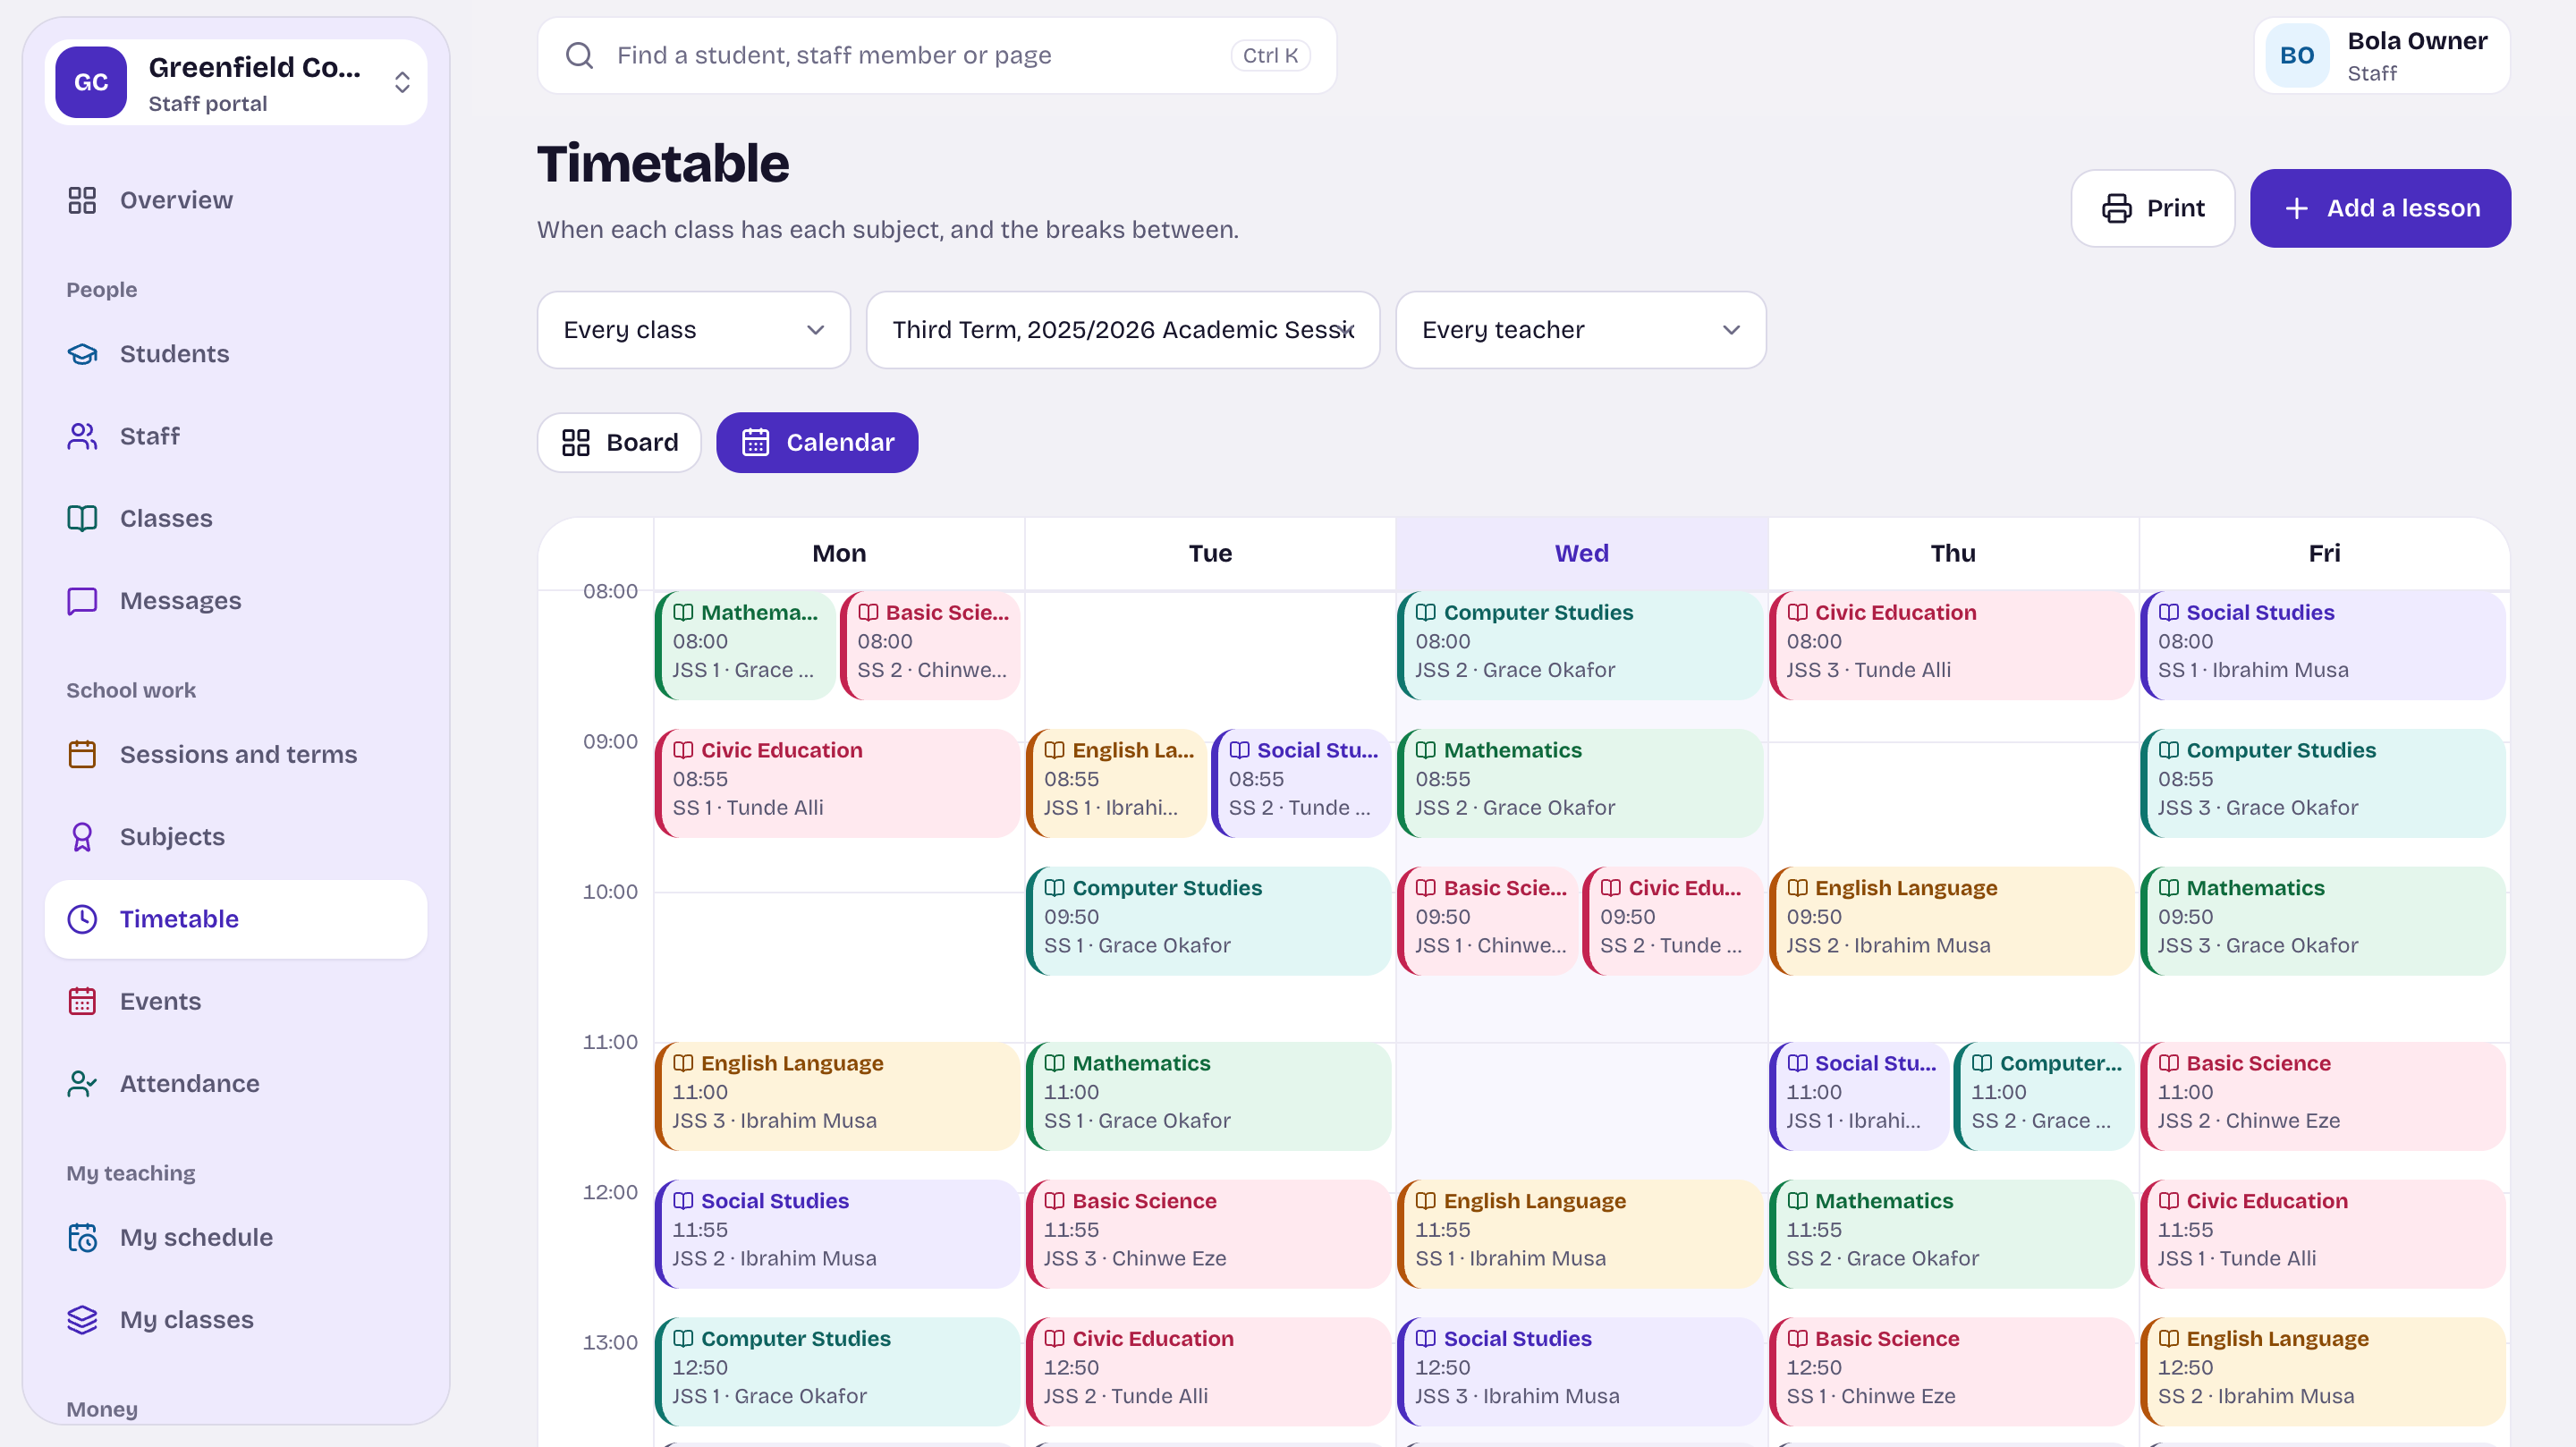 GC
Greenfield Co...
Staff portal
Overview
People
Students
Staff
Classes
Messages
School work
Sessions and terms
Subjects
Timetable
Events
Attendance
My teaching
My schedule
My classes
Money
Find a student, staff member or page
Ctrl K
BO
Bola Owner
Staff
Timetable
When each class has each subject, and the breaks between.
Print
Add a lesson
Every class
Third Term, 2025/2026 Academic
Every teacher
Board
Calendar
Mon
Tue
Wed
Thu
Fri
08:00
Mathema...
08:00
JSS 1 · Grace ...
Basic Scie...
08:00
SS 2 · Chinwe...
Computer Studies
08:00
JSS 2 · Grace Okafor
Civic Education
08:00
JSS 3 · Tunde Alli
Social Studies
08:00
SS 1 · Ibrahim Musa
09:00
Civic Education
08:55
SS 1 · Tunde Alli
English La...
08:55
JSS 1 · Ibrahi...
Social Stu...
08:55
SS 2 · Tunde ...
Mathematics
08:55
JSS 2 · Grace Okafor
Computer Studies
08:55
JSS 3 · Grace Okafor
10:00
Computer Studies
09:50
SS 1 · Grace Okafor
Basic Scie...
09:50
JSS 1 · Chinwe...
Civic Edu...
09:50
SS 2 · Tunde ...
English Language
09:50
JSS 2 · Ibrahim Musa
Mathematics
09:50
JSS 3 · Grace Okafor
11:00
English Language
11:00
JSS 3 · Ibrahim Musa
Mathematics
11:00
SS 1 · Grace Okafor
Social Stu...
11:00
JSS 1 · Ibrahi...
Computer...
11:00
SS 2 · Grace ...
Basic Science
11:00
JSS 2 · Chinwe Eze
12:00
Social Studies
11:55
JSS 2 · Ibrahim Musa
Basic Science
11:55
JSS 3 · Chinwe Eze
English Language
11:55
SS 1 · Ibrahim Musa
Mathematics
11:55
SS 2 · Grace Okafor
Civic Education
11:55
JSS 1 · Tunde Alli
13:00
Computer Studies
12:50
JSS 1 · Grace Okafor
Civic Education
12:50
JSS 2 · Tunde Alli
Social Studies
12:50
JSS 3 · Ibrahim Musa
Basic Science
12:50
SS 1 · Chinwe Eze
English Language
12:50
SS 2 · Ibrahim Musa